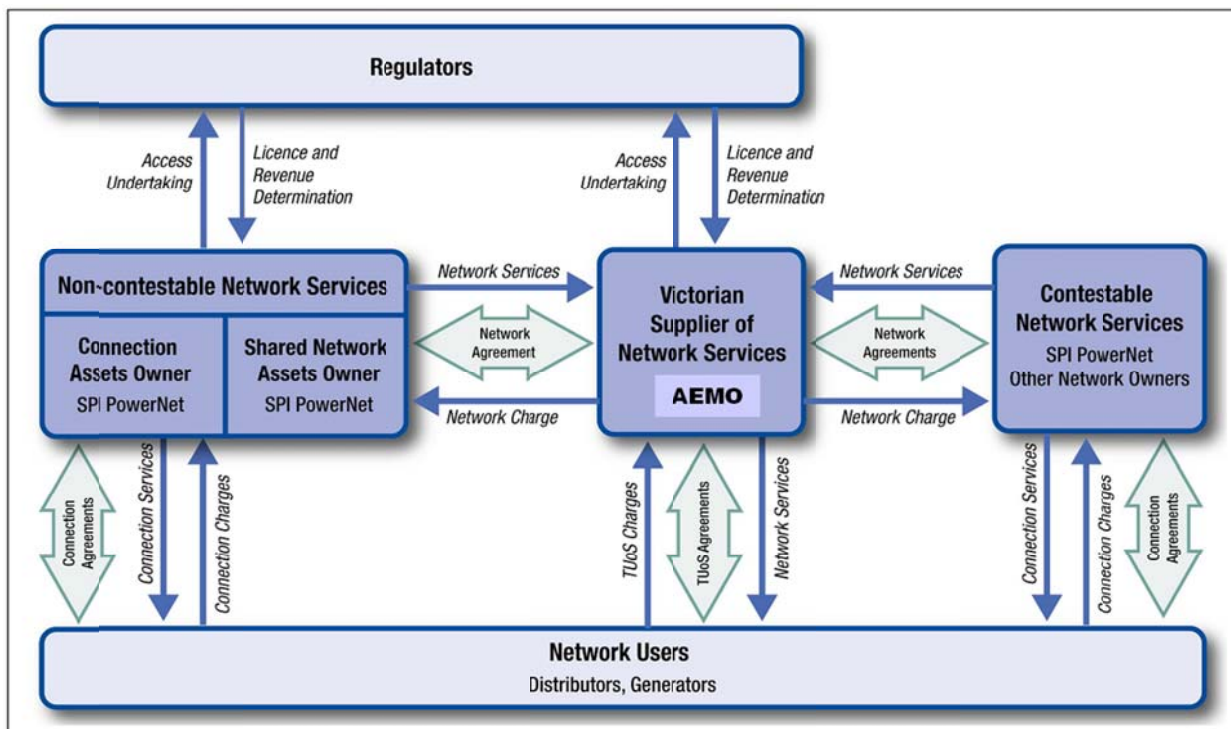 Regulators
Access
Undertaking
Licence and
Revenue
Determination
Access
Undertaking
Licence and
Revenue
Determination
Non-contestable Network Services
Connection
Assets Owner
SPI PowerNet
Shared Network
Assets Owner
SPI PowerNet
Network Services
Network
Agreement
Network Charge
Victorian
Supplier of
Network Services
AEMO
Network Services
Network
Agreements
Network Charge
Contestable
Network Services
SPI PowerNet
Other Network Owners
Connection
Agreements
Connection Services
Connection Charges
TUoS Charges
TUoS Agreements
Network Services
Connection Services
Connection Charges
Connection
Agreements
Network Users
Distributors, Generators